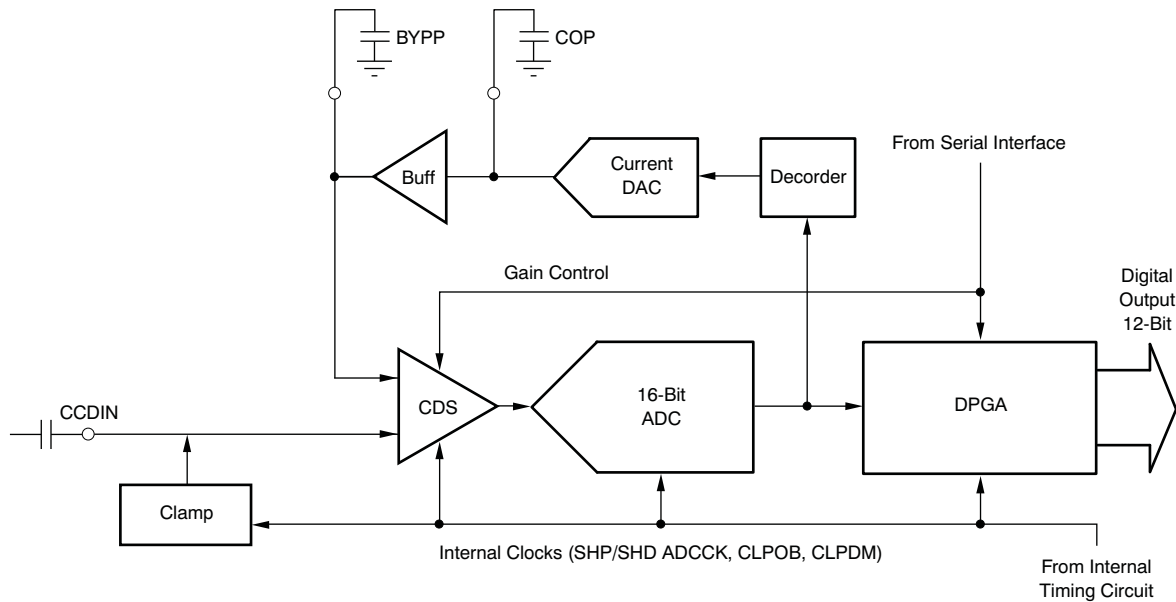 BYPP
COP
From Serial Interface
Buff
Current
DAC
Decorder
Gain Control
Digital
Output
12-Bit
CCDIN
CDS
16-Bit
ADC
DPGA
Clamp
Internal Clocks (SHP/SHD ADCCK, CLPOB, CLPDM)
From Internal
Timing Circuit